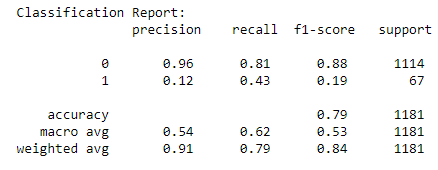 Classification Report:
precision recall f1-score support
0 0.96 0.81 0.88 1114
1 0.12 0.43 0.19 67
accuracy 0.79 1181
macro avg 0.54 0.62 0.53 1181
weighted avg 0.91 0.79 0.84 1181